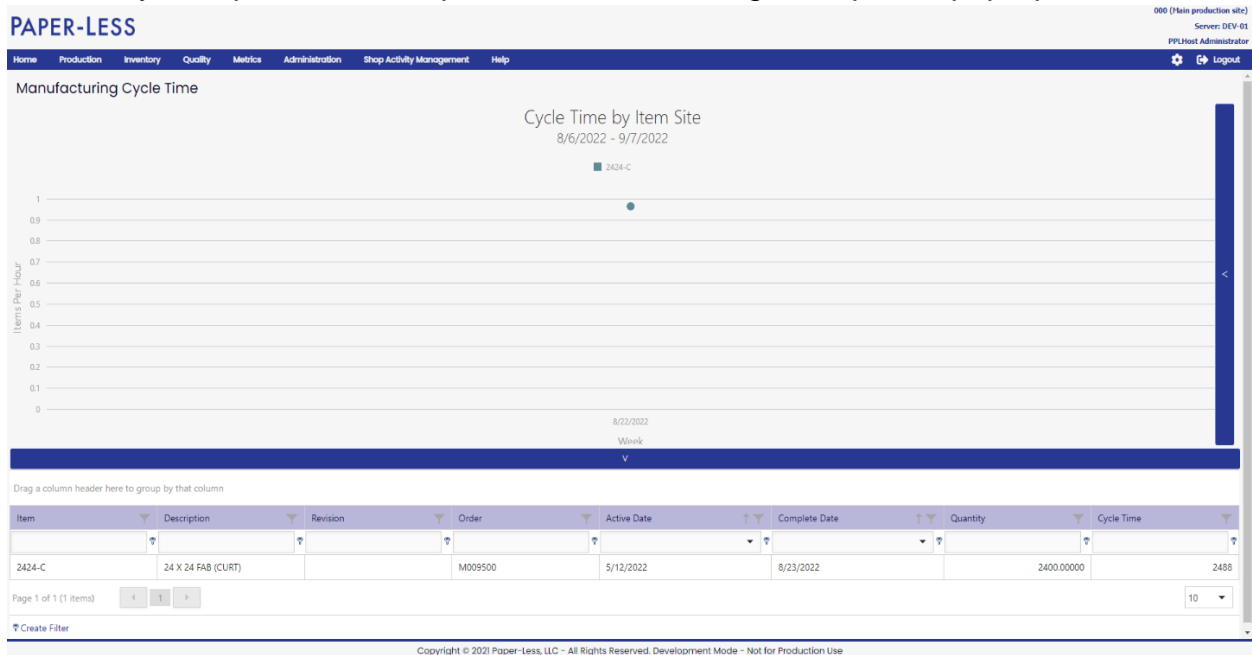 000 (Main production site)
PAPER-LESS
Server: DEV-01
PPLHost Administrator
Home Production Inventory Quality Metrics Administration Shop Activity Management Help Logout
Manufacturing Cycle Time
Cycle Time by Item Site
8/6/2022 - 9/7/2022
2424-C
Items Per Hour
1
0.9
0.8
0.7
0.6
0.5
0.4
0.3
0.2
0.1
0
8/22/2022
Week
Drag a column header here to group by that column
Item Description Revision Order Active Date Complete Date Quantity Cycle Time
2424-C 24 X 24 FAB (CURT) M009500 5/12/2022 8/23/2022 2400.00000 2488
Page 1 of 1 (1 items) 1 10
Create Filter
Copyright © 2021 Paper-Less, LLC - All Rights Reserved. Development Mode - Not for Production Use